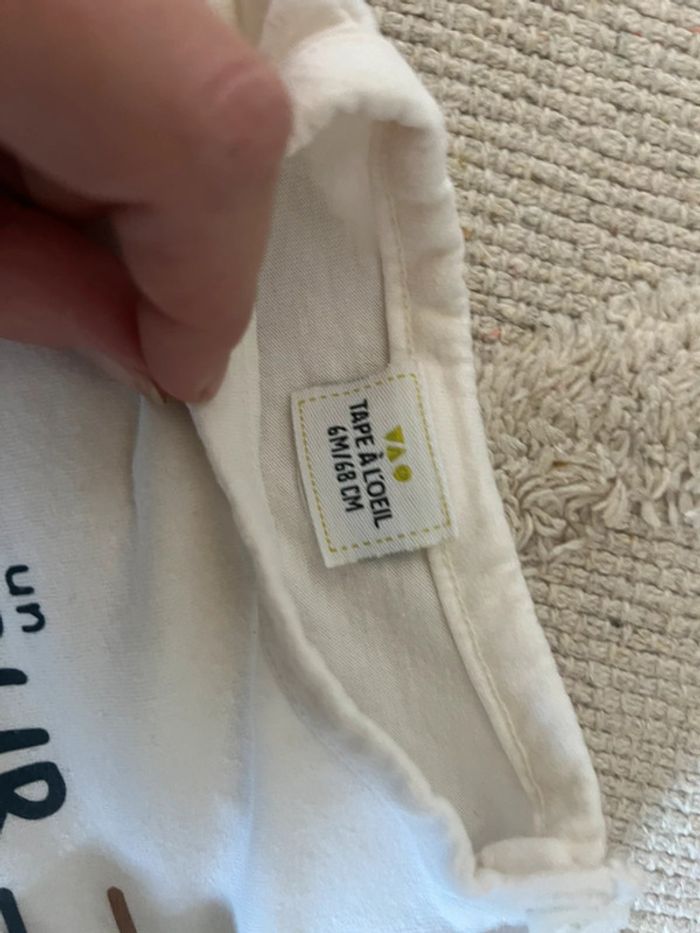 TAPE À L'OEIL
6M/68 CM
un